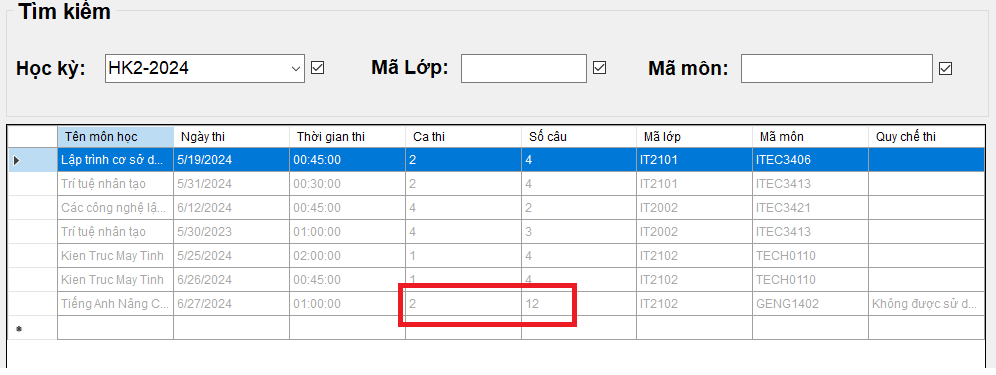 Tìm kiếm
Học kỳ: HK2-2024 Mã Lớp: Mã môn:
Tên môn học Ngày thi Thời gian thi Ca thi Số câu Mã lớp Mã môn Quy chế thi
Lập trình cơ sở d... 5/19/2024 00:45:00 2 4 IT2101 ITEC3406
Trí tuệ nhân tạo 5/31/2024 00:30:00 2 4 IT2101 ITEC3413
Các công nghệ lậ... 6/12/2024 00:45:00 4 2 IT2002 ITEC3421
Trí tuệ nhân tạo 5/30/2023 01:00:00 4 3 IT2002 ITEC3413
Kien Truc May Tinh 5/25/2024 02:00:00 1 4 IT2102 TECH0110
Kien Truc May Tinh 6/26/2024 00:45:00 1 4 IT2102 TECH0110
Tiếng Anh Nâng C... 6/27/2024 01:00:00 2 12 IT2102 GENG1402 Không được sử d...